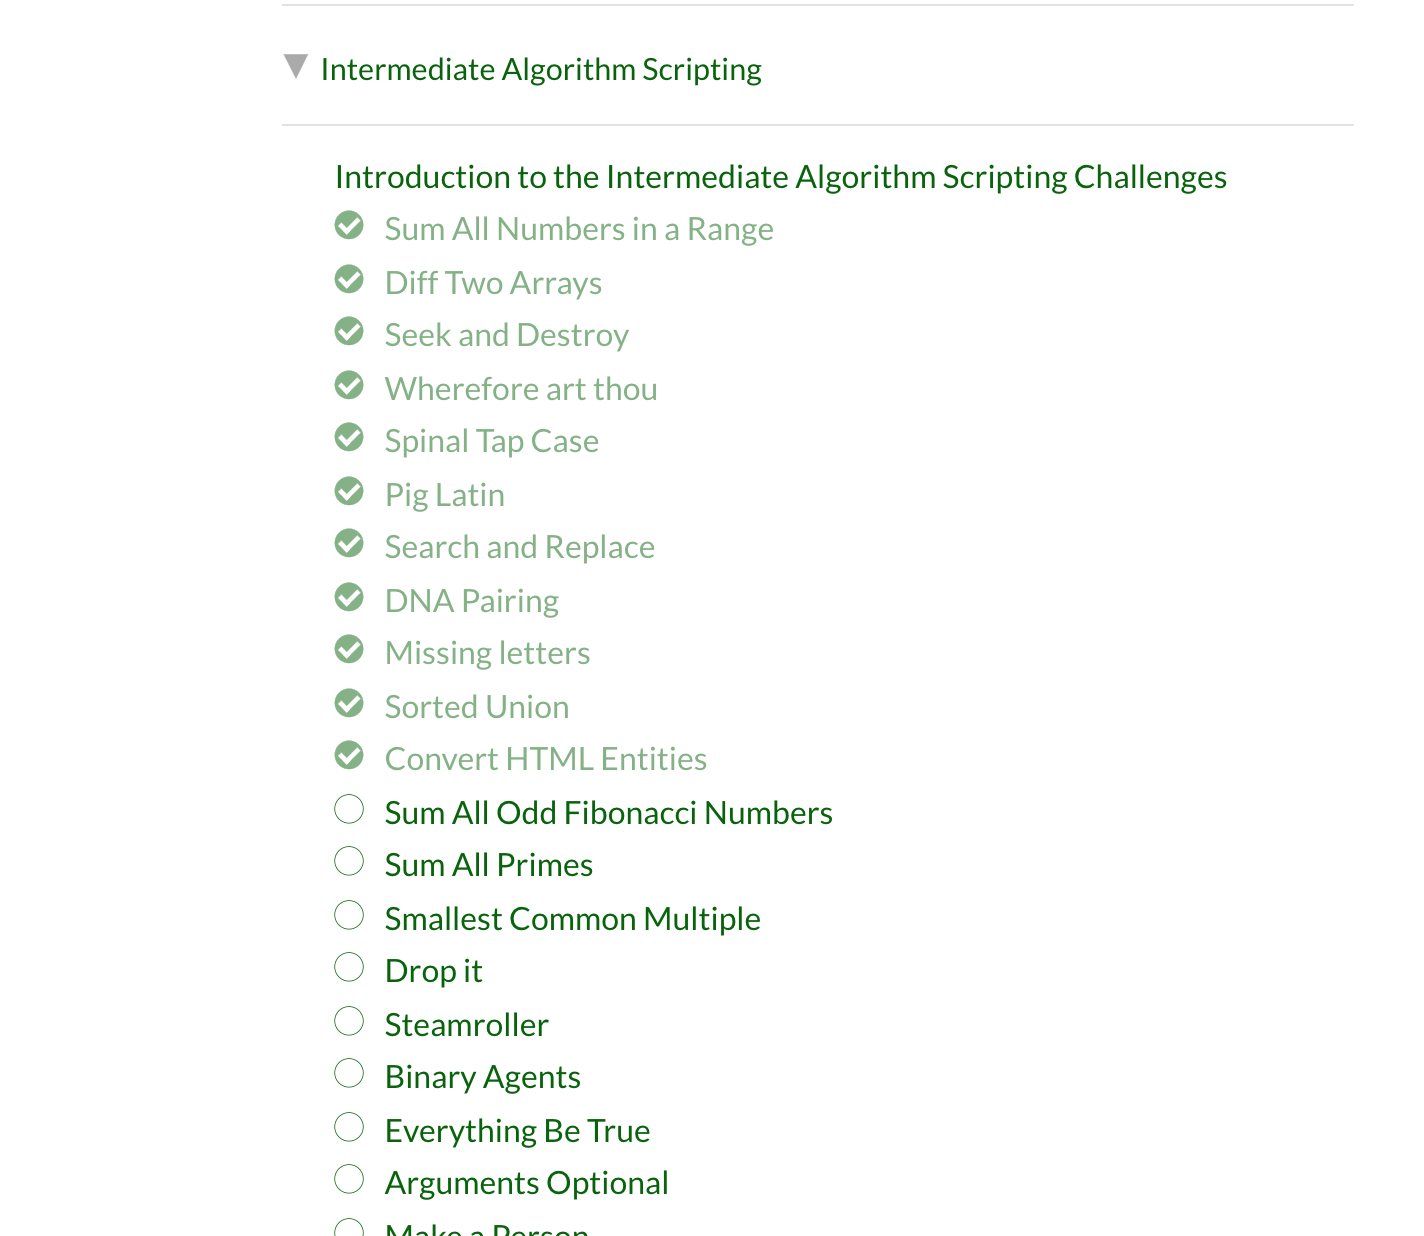 Intermediate Algorithm Scripting
Introduction to the Intermediate Algorithm Scripting Challenges
Sum All Numbers in a Range
Diff Two Arrays
Seek and Destroy
Wherefore art thou
Spinal Tap Case
Pig Latin
Search and Replace
DNA Pairing
Missing letters
Sorted Union
Convert HTML Entities
Sum All Odd Fibonacci Numbers
Sum All Primes
Smallest Common Multiple
Drop it
Steamroller
Binary Agents
Everything Be True
Arguments Optional
Make a Person